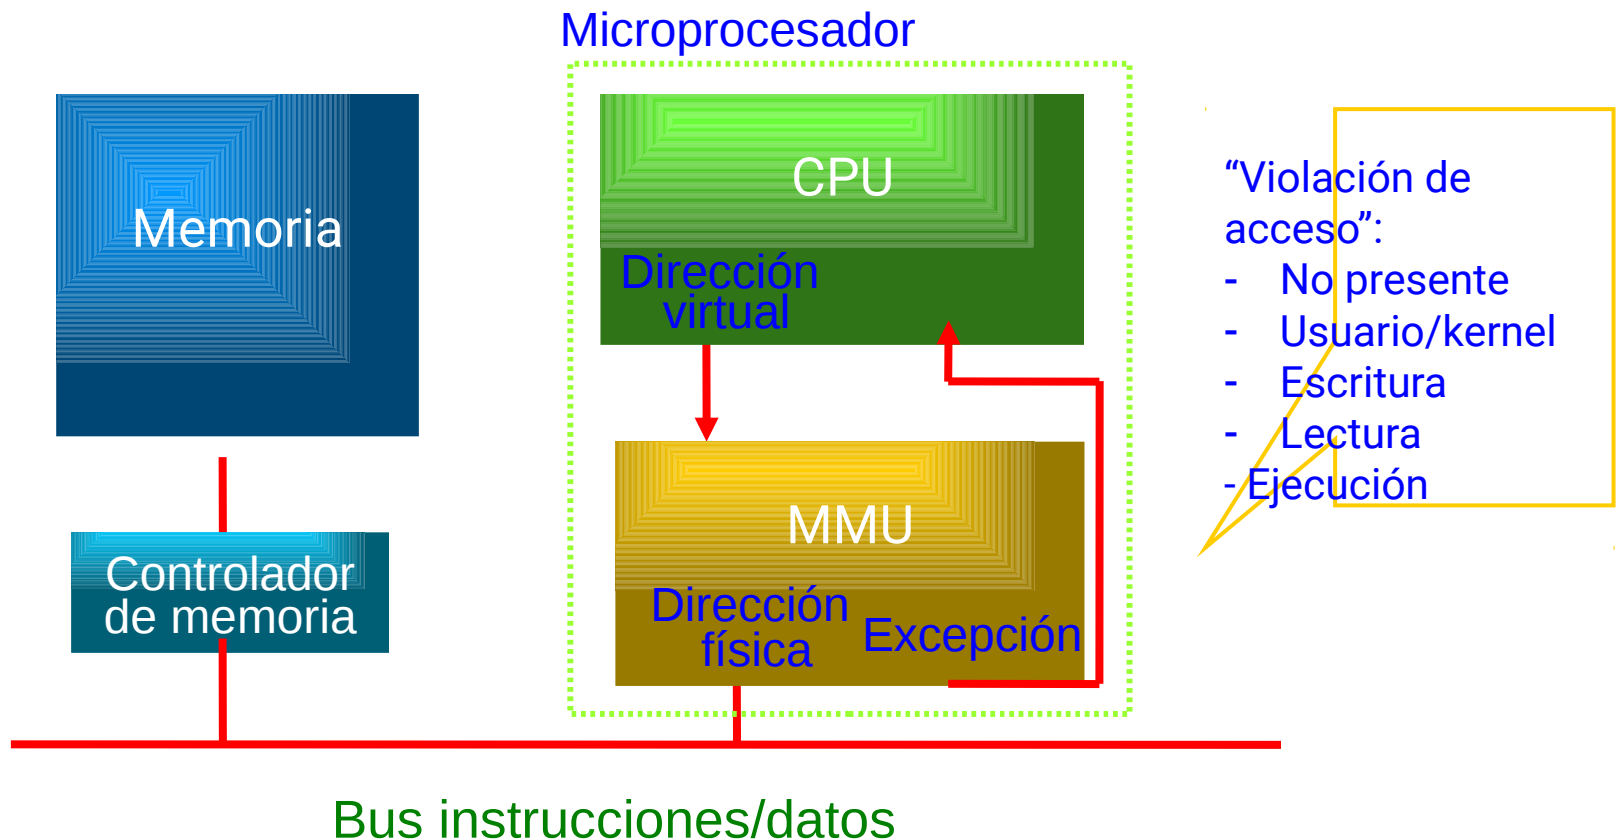 Microprocesador
Memoria
CPU
Dirección
virtual
“Violación de
acceso”:
- No presente
- Usuario/kernel
- Escritura
- Lectura
- Ejecución
MMU
Controlador
de memoria
Dirección
física
Excepción
Bus instrucciones/datos